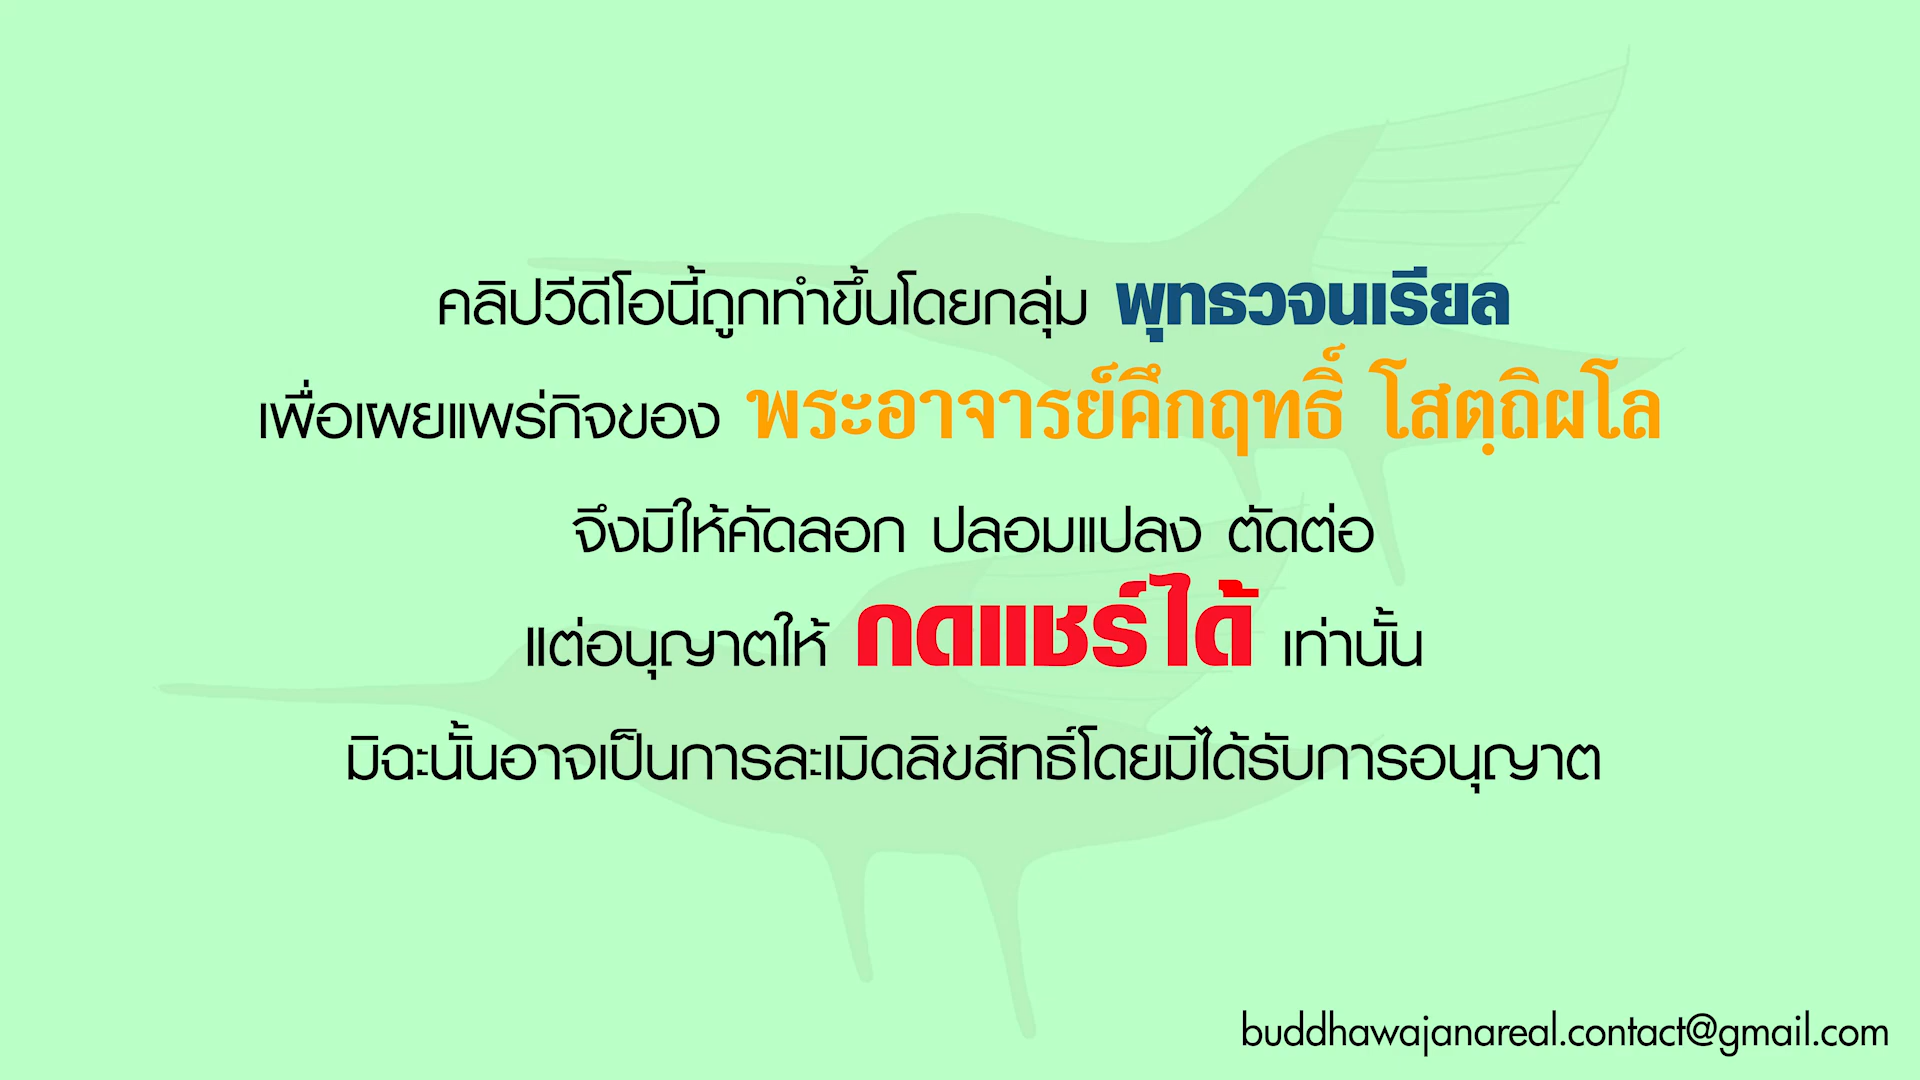 คลิปวีดีโอนี้ถูกทำขึ้นโดยกลุ่ม พุทธวจนเรียล
เพื่อเผยแพร่กิจของ พระอาจารย์คึกฤทธิ์ โสตฺถิผโล
จึงมิให้คัดลอก ปลอมแปลง ตัดต่อ
แต่อนุญาตให้ กดแชร์ได้ เท่านั้น
มิฉะนั้นอาจเป็นการละเมิดลิขสิทธิ์โดยมิได้รับการอนุญาต
buddhawajanareal.contact@gmail.com